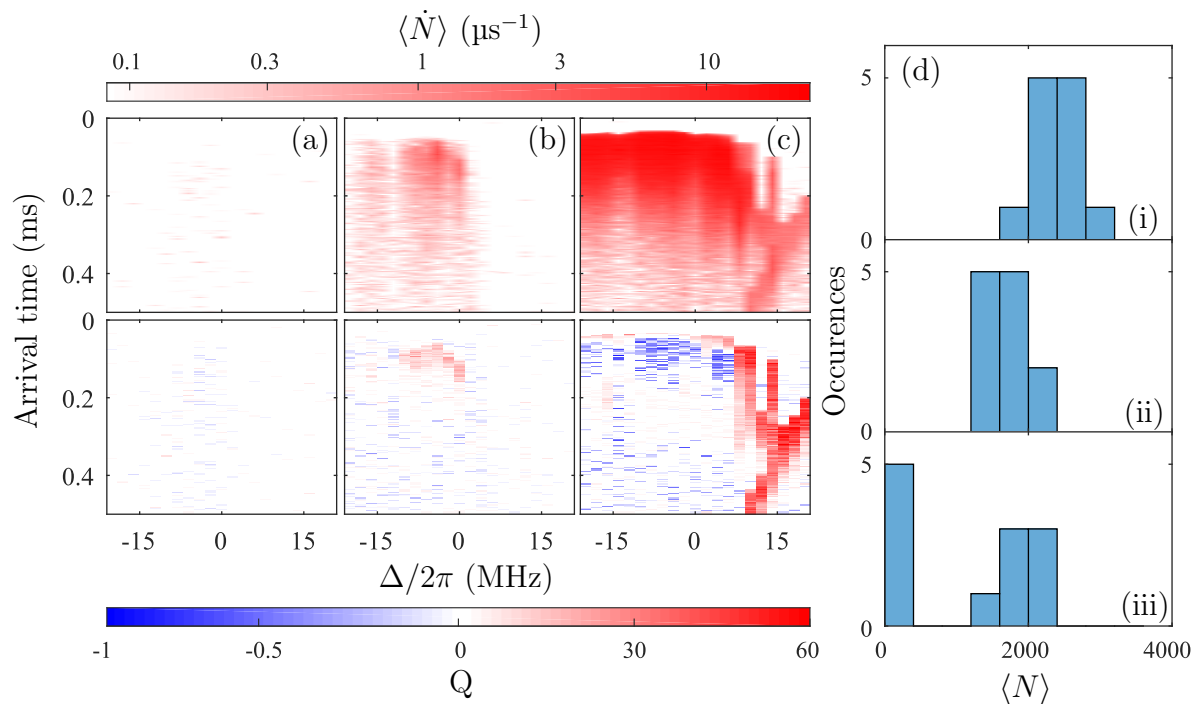 ⟨Ṅ⟩ (µs⁻¹)
0.1 0.3 1 3 10
(a) (b) (c)
0
0.2
0.4
0
0.2
0.4
Arrival time (ms)
-15 0 15 -15 0 15 -15 0 15
Δ/2π (MHz)
-1 -0.5 0 30 60
Q
(d)
5
0
(i)
5
0
(ii)
5
0
(iii)
Occurences
0 2000 4000
⟨N⟩